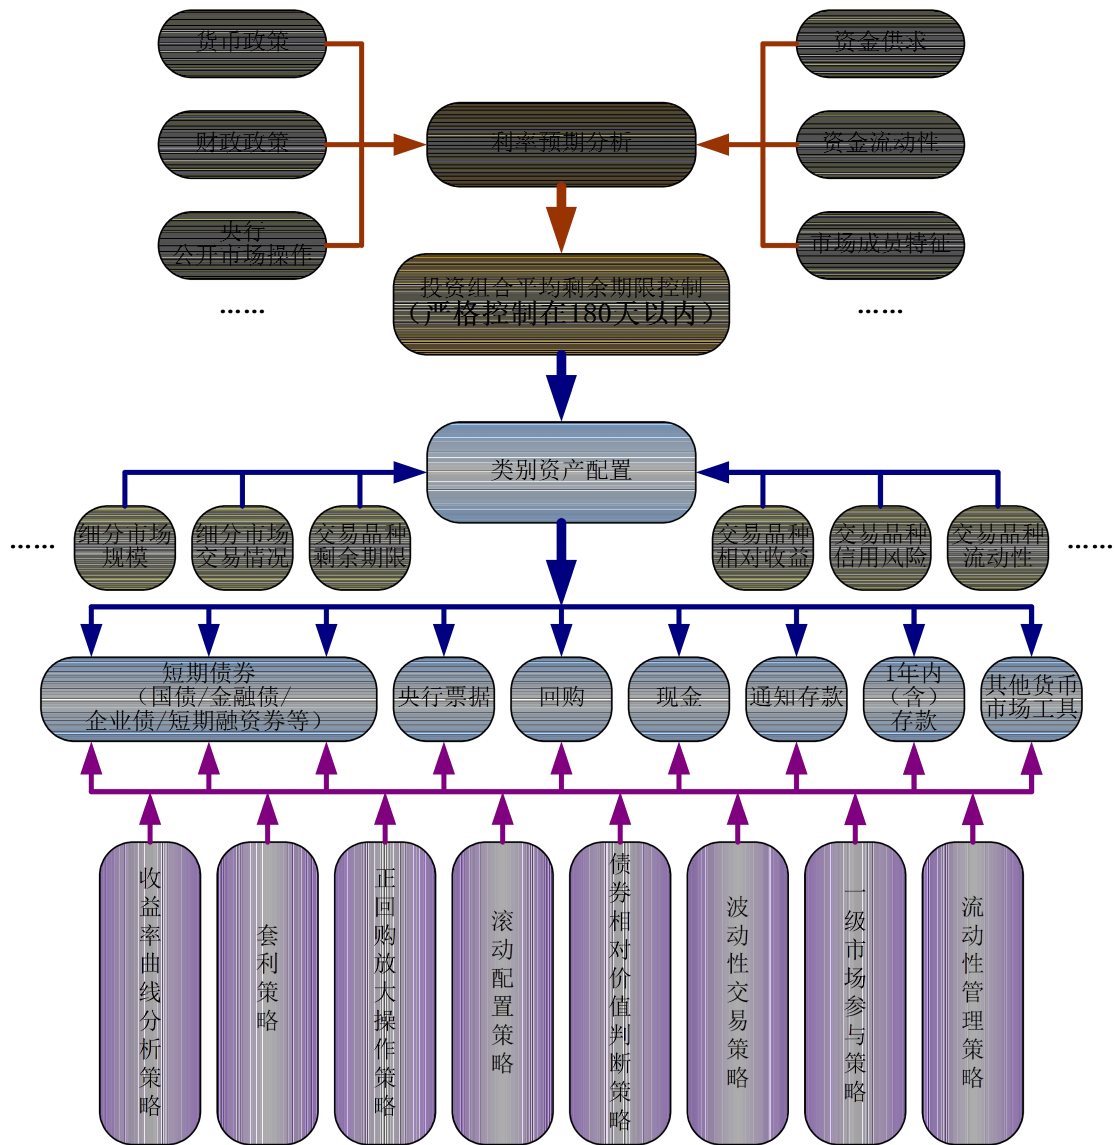 货币政策
资金供求
财政政策
利率预期分析
资金流动性
央行
公开市场操作
市场成员特征
……
……
投资组合平均剩余期限控制
（严格控制在180天以内）
类别资产配置
细分市场
规模
细分市场
交易情况
交易品种
剩余期限
交易品种
相对收益
交易品种
信用风险
交易品种
流动性
……
……
短期债券
（国债/金融债/
企业债/短期融资券等）
央行票据
回购
现金
通知存款
1年内
（含）
存款
其他货币
市场工具
收益率曲线分析策略
套利策略
正回购放大操作策略
滚动配置策略
债券相对价值判断策略
波动性交易策略
一级市场参与策略
流动性管理策略